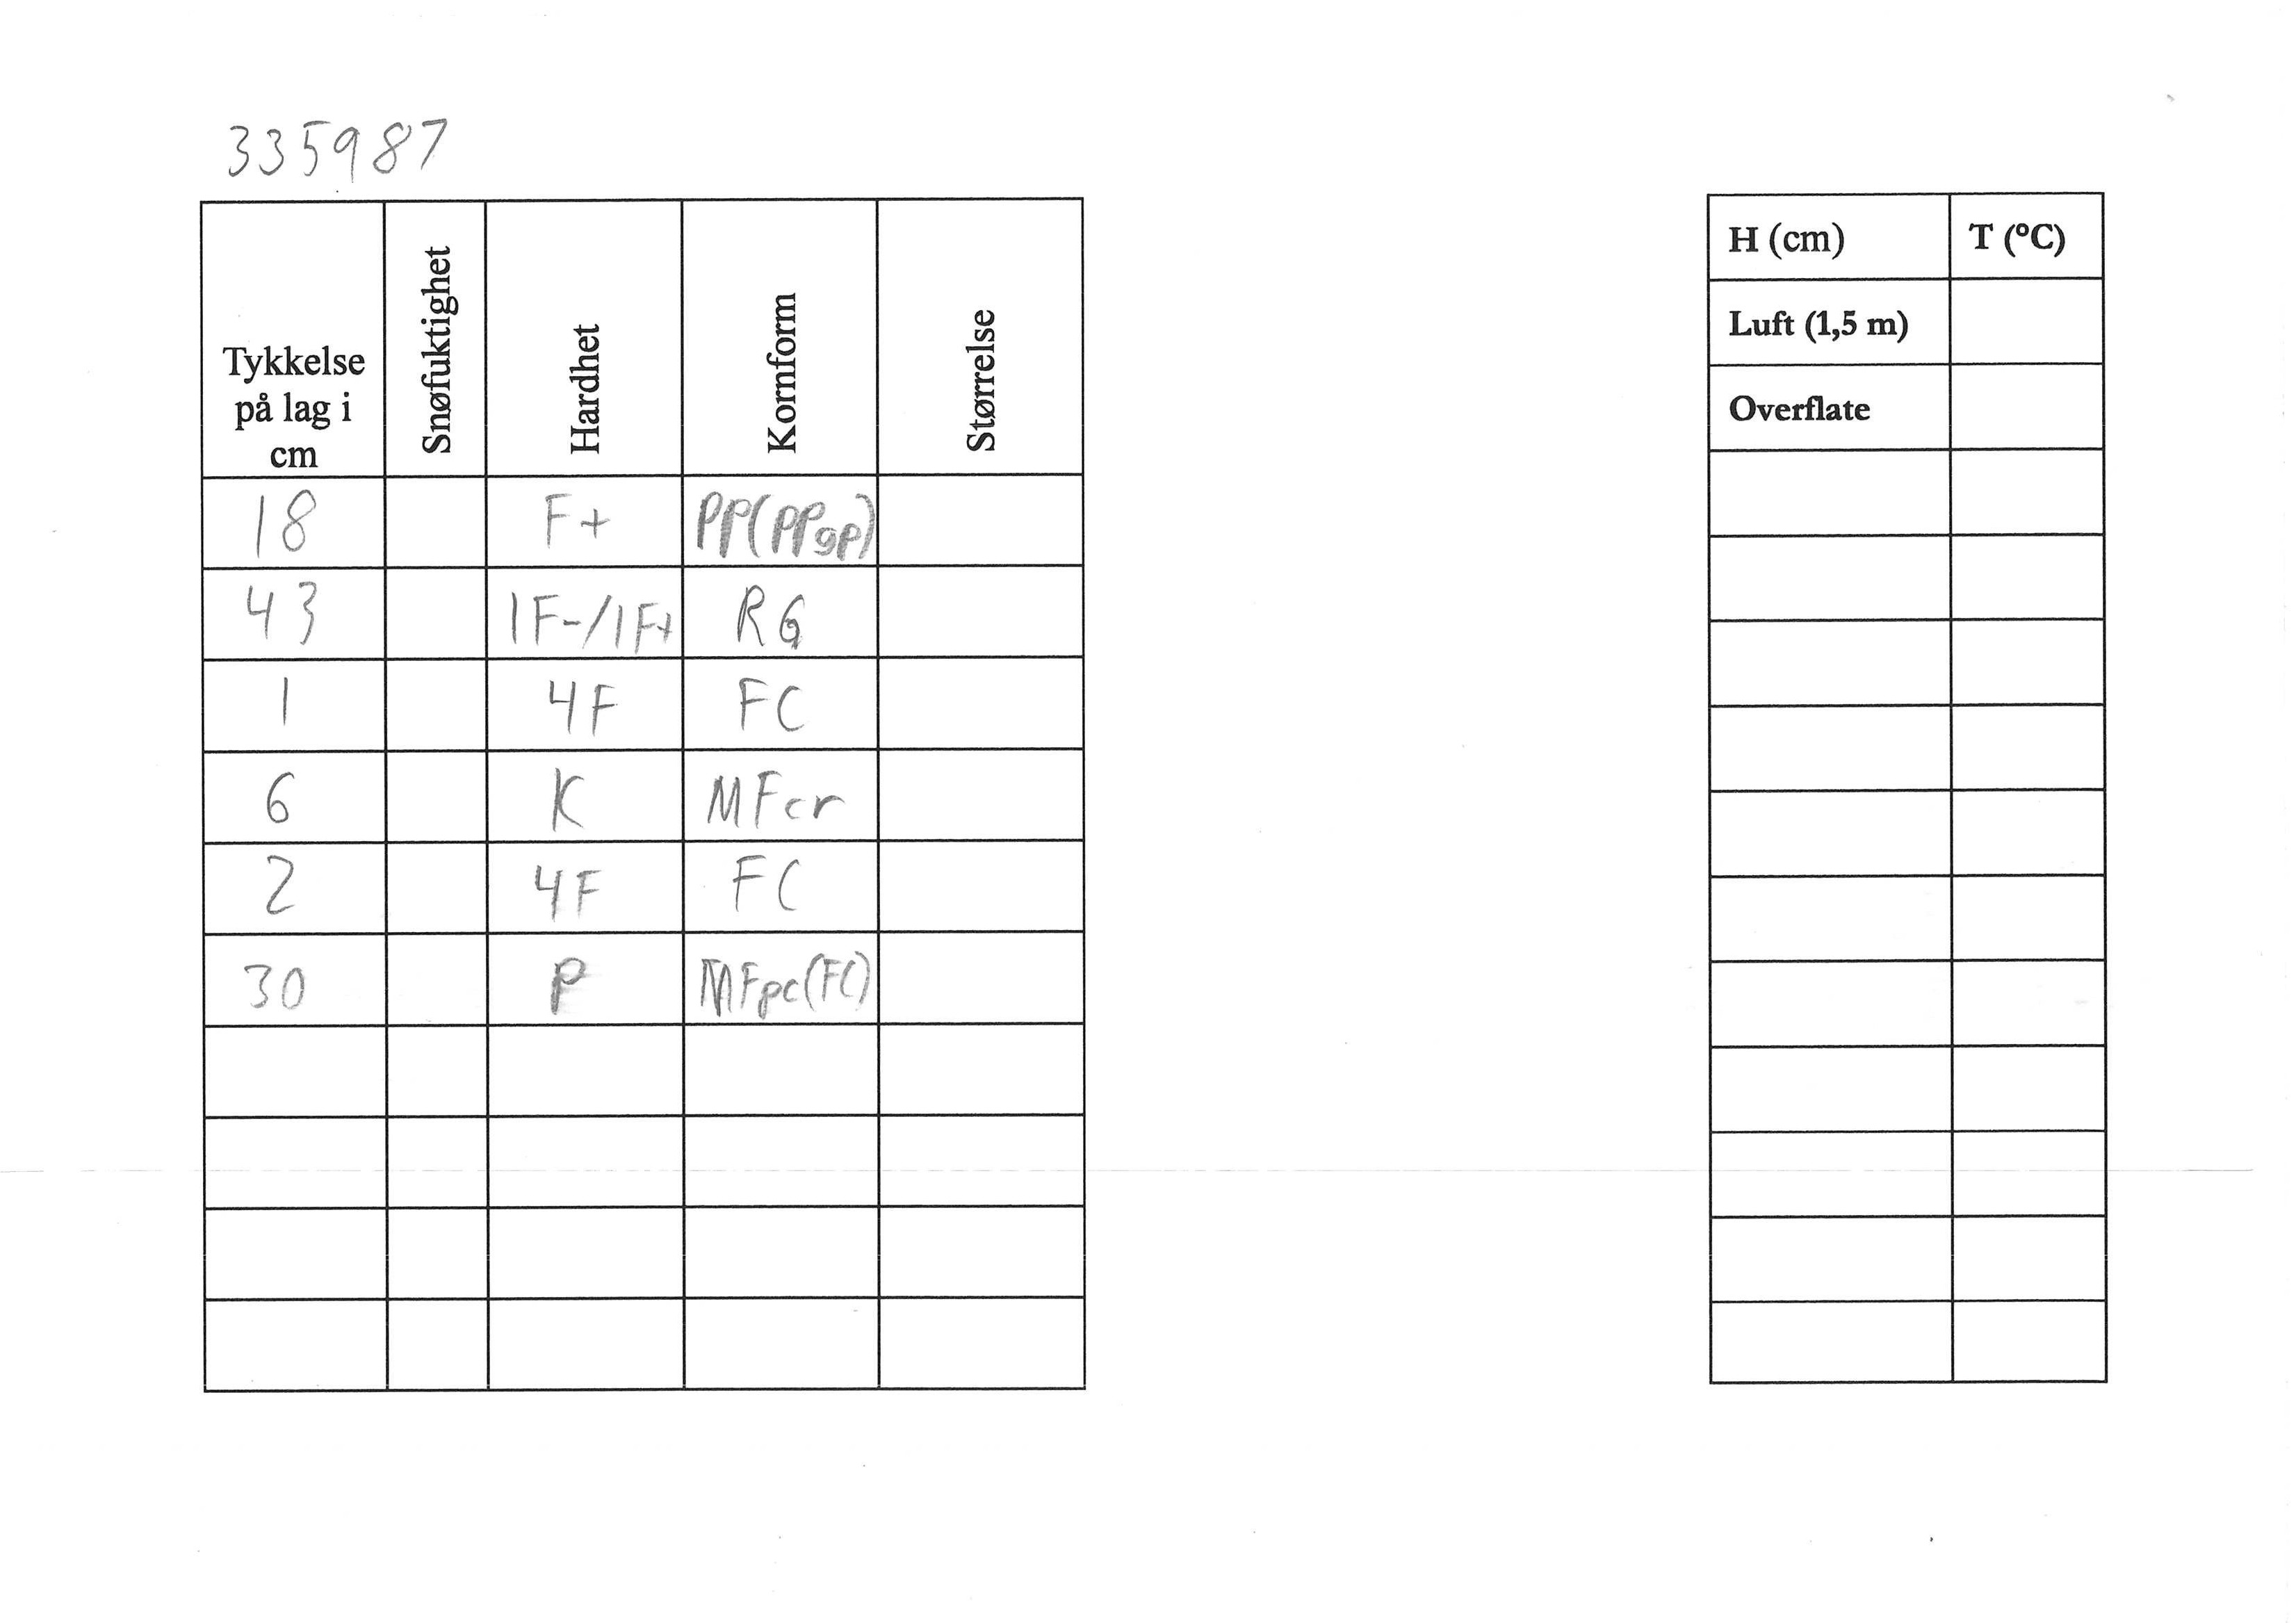 335987
Tykkelse på lag i cm Snøfuktighet Hardhet Kornform Størrelse
18 F+ PP(PPgp)
43 1F-/1F+ RG
1 4F FC
6 K MFcr
2 4F FC
30 P MFpc(FC)
H (cm) T (°C)
Luft (1,5 m)
Overflate